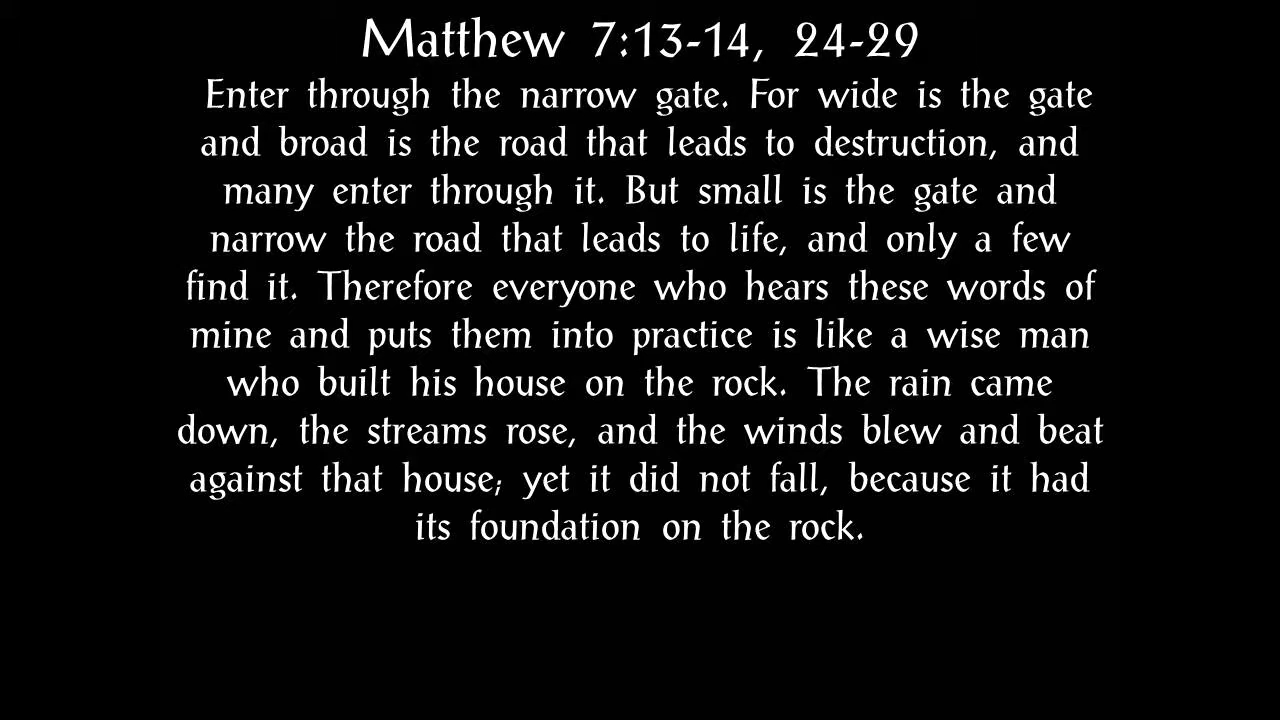 Matthew 7:13-14, 24-29
Enter through the narrow gate. For wide is the gate
and broad is the road that leads to destruction, and
many enter through it. But small is the gate and
narrow the road that leads to life, and only a few
find it. Therefore everyone who hears these words of
mine and puts them into practice is like a wise man
who built his house on the rock. The rain came
down, the streams rose, and the winds blew and beat
against that house; yet it did not fall, because it had
its foundation on the rock.